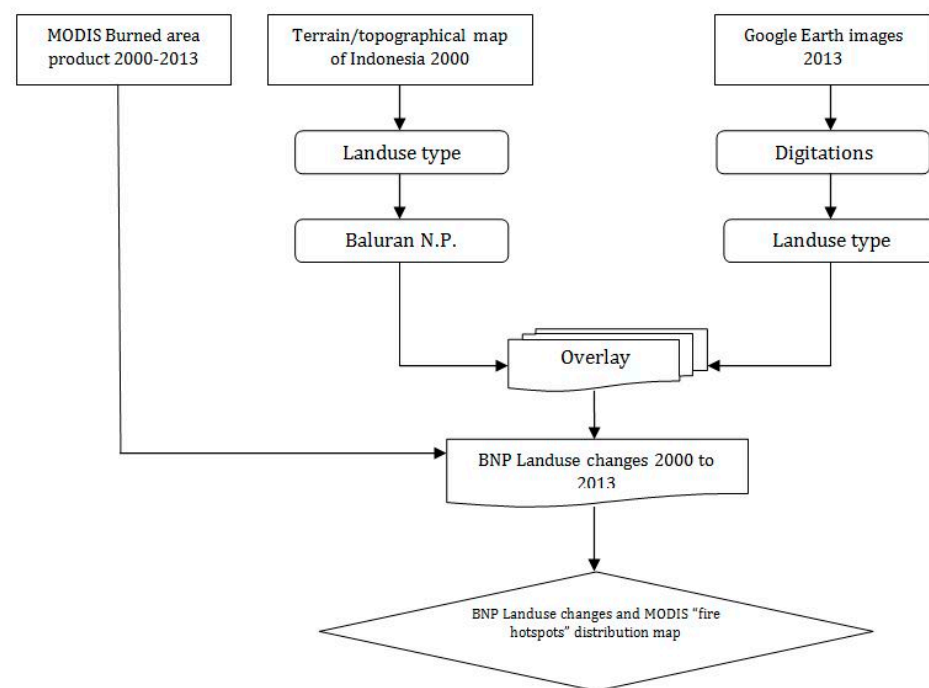 MODIS Burned area
product 2000-2013
Terrain/topographical map
of Indonesia 2000
Google Earth images
2013
Landuse type
Digitations
Baluran N.P.
Landuse type
Overlay
BNP Landuse changes 2000 to
2013
BNP Landuse changes and MODIS “fire
hotspots” distribution map